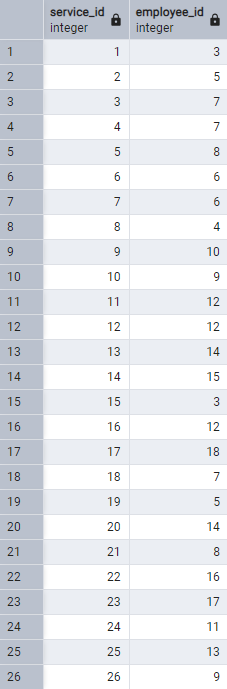 service_id employee_id
integer integer
1 1 3
2 2 5
3 3 7
4 4 7
5 5 8
6 6 6
7 7 6
8 8 4
9 9 10
10 10 9
11 11 12
12 12 12
13 13 14
14 14 15
15 15 3
16 16 12
17 17 18
18 18 7
19 19 5
20 20 14
21 21 8
22 22 16
23 23 17
24 24 11
25 25 13
26 26 9